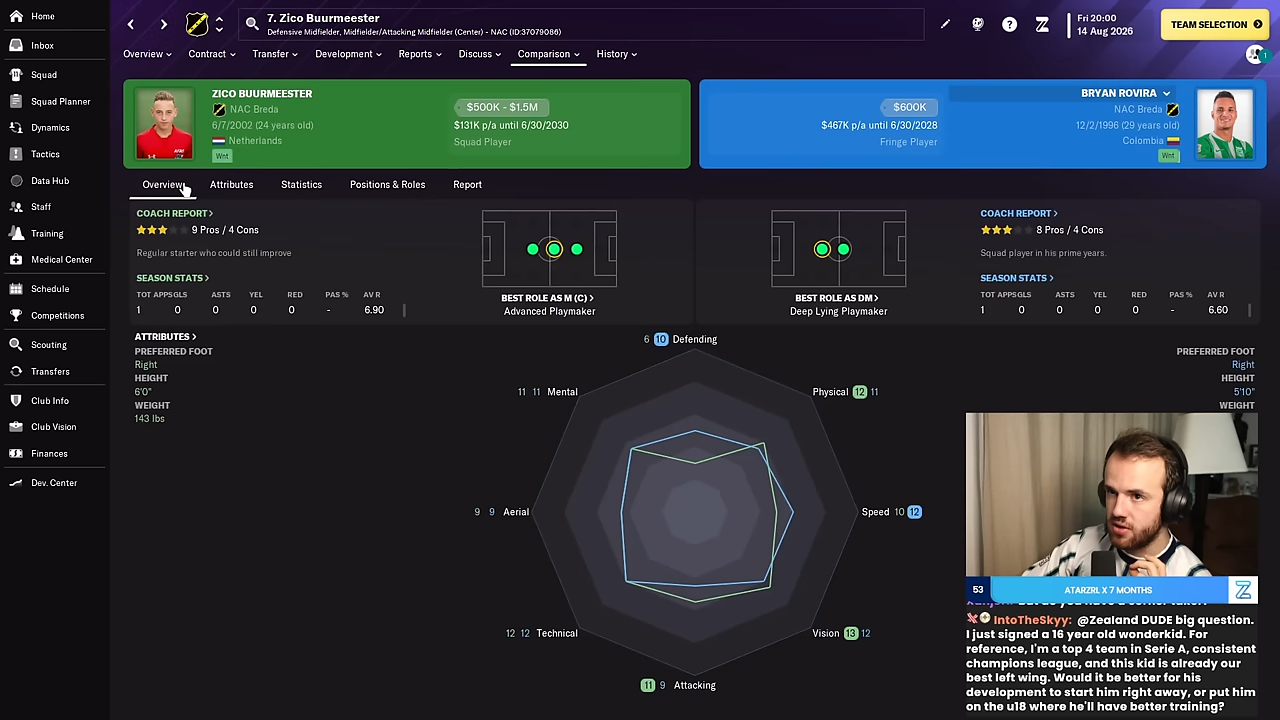 Home
Inbox
Squad
Squad Planner
Dynamics
Tactics
Data Hub
Staff
Training
Medical Center
Schedule
Competitions
Scouting
Transfers
Club Info
Club Vision
Finances
Dev. Center
7. Zico Buurmeester
Defensive Midfielder, Midfielder/Attacking Midfielder (Center) - NAC (ID:37079086)
Fri 20:00
14 Aug 2026
TEAM SELECTION
1
Overview
Contract
Transfer
Development
Reports
Discuss
Comparison
History
ZICO BUURMEESTER
NAC Breda
6/7/2002 (24 years old)
Netherlands
Wnt
$500K - $1.5M
$131K p/a until 6/30/2030
Squad Player
$600K
$467K p/a until 6/30/2028
Fringe Player
BRYAN ROVIRA
NAC Breda
12/2/1996 (29 years old)
Colombia
Wnt
Overview
Attributes
Statistics
Positions & Roles
Report
COACH REPORT
9 Pros / 4 Cons
Regular starter who could still improve
SEASON STATS
TOT APPS GLS ASTS YEL RED PAS % AV R
1 0 0 0 0 - 6.90
BEST ROLE AS M (C)
Advanced Playmaker
BEST ROLE AS DM
Deep Lying Playmaker
COACH REPORT
8 Pros / 4 Cons
Squad player in his prime years.
SEASON STATS
TOT APPS GLS ASTS YEL RED PAS % AV R
1 0 0 0 0 - 6.60
ATTRIBUTES
PREFERRED FOOT
Right
HEIGHT
6'0"
WEIGHT
143 lbs
6 10 Defending
11 11 Mental
Physical 12 11
9 9 Aerial
Speed 10 12
12 12 Technical
Vision 13 12
11 9 Attacking
PREFERRED FOOT
Right
HEIGHT
5'10"
WEIGHT
53
ATARZRL X 7 MONTHS
IntoTheSkyy: @Zealand DUDE big question.
I just signed a 16 year old wonderkid. For
reference, I'm a top 4 team in Serie A, consistent
champions league, and this kid is already our
best left wing. Would it be better for his
development to start him right away, or put him
on the u18 where he'll have better training?